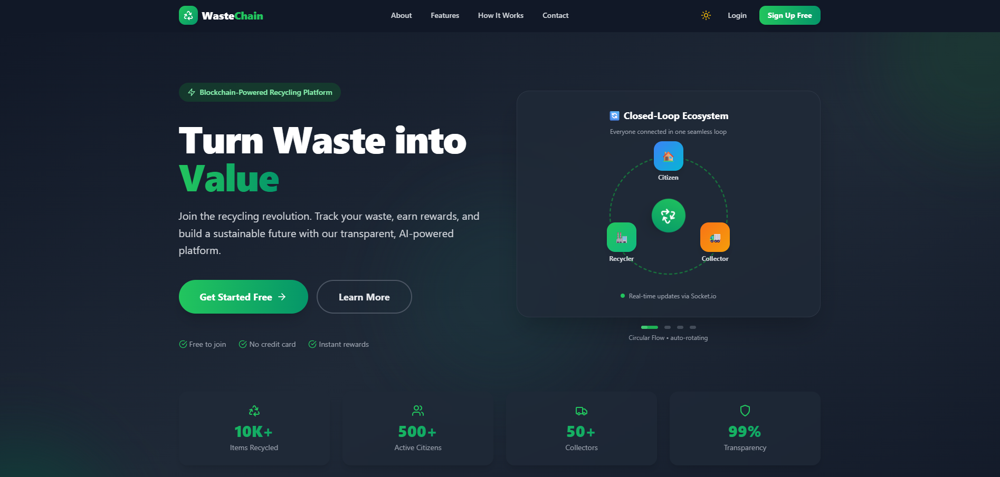 WasteChain
About
Features
How It Works
Contact
Login
Sign Up Free
Blockchain-Powered Recycling Platform
Turn Waste into
Value
Join the recycling revolution. Track your waste, earn rewards, and
build a sustainable future with our transparent, AI-powered
platform.
Get Started Free
Learn More
Free to join
No credit card
Instant rewards
Closed-Loop Ecosystem
Everyone connected in one seamless loop
Citizen
Recycler
Collector
Real-time updates via Socket.io
Circular Flow • auto-rotating
10K+
Items Recycled
500+
Active Citizens
50+
Collectors
99%
Transparency